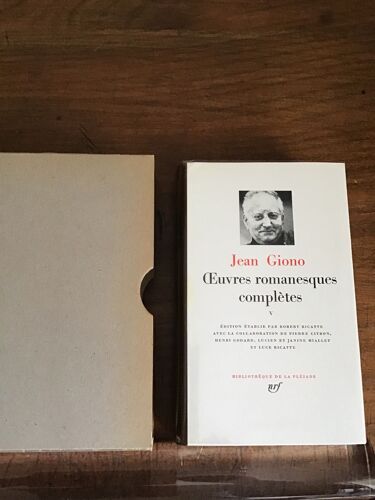 Jean Giono
Œuvres romanesques
complètes
V
ÉDITION ÉTABLIE PAR ROBERT RICATTE
AVEC LA COLLABORATION DE PIERRE CITRON,
HENRI GODARD, LUCIEN ET JANINE MIALLET
ET LUCE RICATTE
BIBLIOTHÈQUE DE LA PLÉIADE
nrf